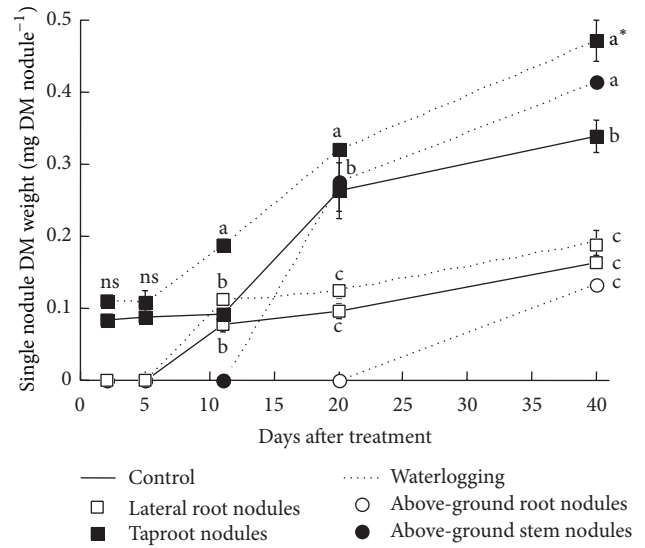 Single nodule DM weight (mg DM nodule⁻¹)
0.5
0.4
0.3
0.2
0.1
0
a*
a
a
b
b
a
ns
ns
b
c
c
c
c
b
c
0 5 10 15 20 25 30 35 40
Days after treatment
Control
Waterlogging
Lateral root nodules
Above-ground root nodules
Taproot nodules
Above-ground stem nodules